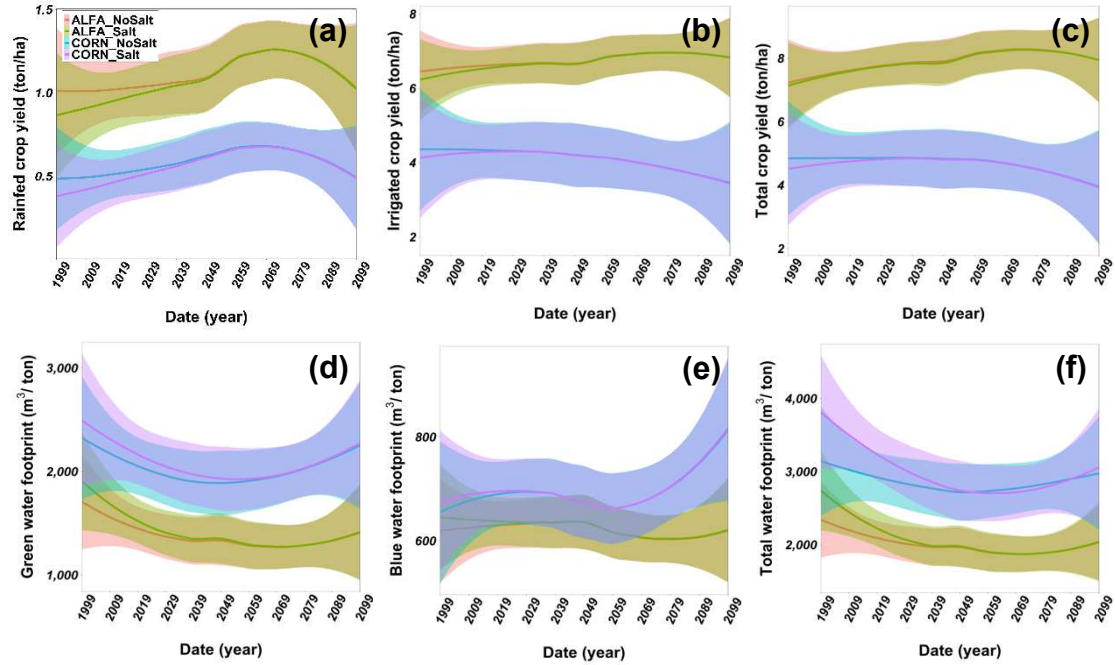 (a)
ALFA_NoSalt
ALFA_Salt
CORN_NoSalt
CORN_Salt
Rainfed crop yield (ton/ha)
1.5
1.0
0.5
1999 2009 2019 2029 2039 2049 2059 2069 2079 2089 2099
Date (year)
(b)
Irrigated crop yield (ton/ha)
8
6
4
2
1999 2009 2019 2029 2039 2049 2059 2069 2079 2089 2099
Date (year)
(c)
Total crop yield (ton/ha)
8
6
4
2
1999 2009 2019 2029 2039 2049 2059 2069 2079 2089 2099
Date (year)
(d)
Green water footprint (m³/ ton)
3,000
2,000
1,000
1999 2009 2019 2029 2039 2049 2059 2069 2079 2089 2099
Date (year)
(e)
Blue water footprint (m³/ ton)
800
600
1999 2009 2019 2029 2039 2049 2059 2069 2079 2089 2099
Date (year)
(f)
Total water footprint (m³/ ton)
4,000
3,000
2,000
1999 2009 2019 2029 2039 2049 2059 2069 2079 2089 2099
Date (year)